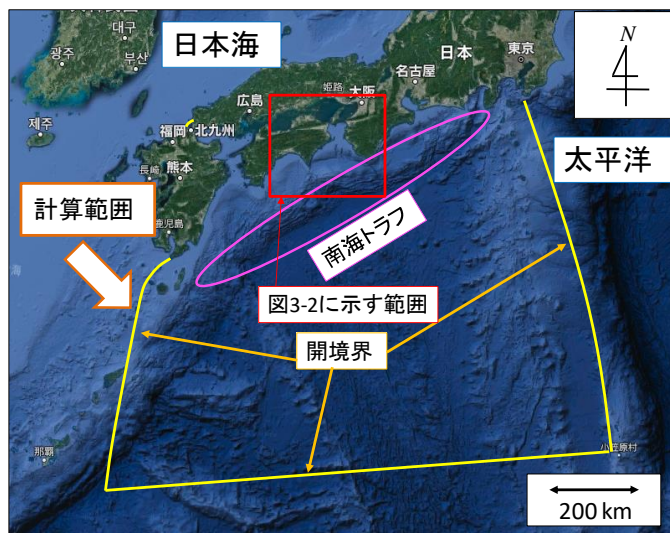 대구
日本海
日本
東京
N
광주
부산
名古屋
姫路
広島
大阪
제주
福岡
北九州
長崎
熊本
太平洋
計算範囲
鹿児島
南海トラフ
図3-2に示す範囲
開境界
那覇
小笠原村
200 km